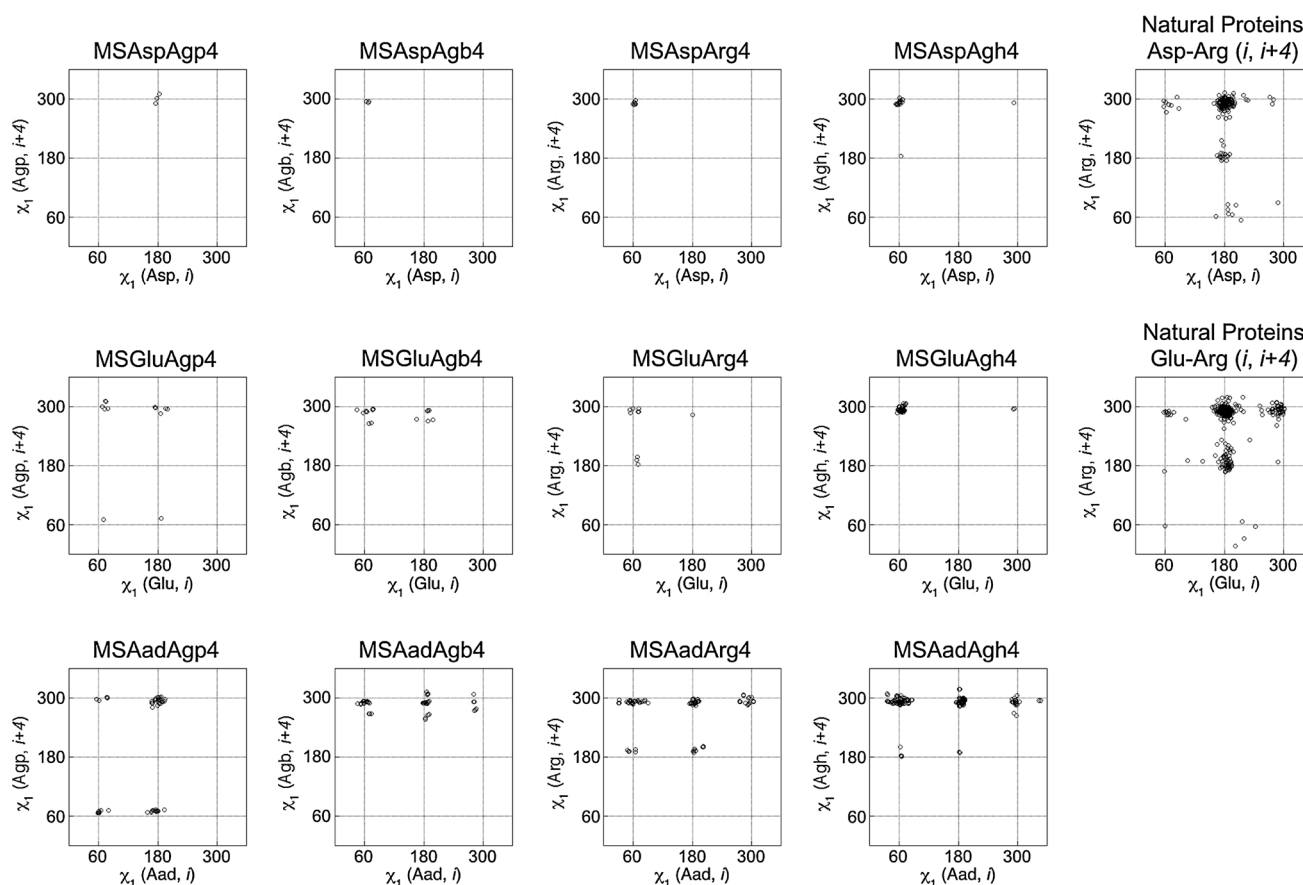 MSAspAgp4
300
180
60
χ1 (Agp, i+4)
60 180 300
χ1 (Asp, i)
MSAspAgb4
300
180
60
χ1 (Agb, i+4)
60 180 300
χ1 (Asp, i)
MSAspArg4
300
180
60
χ1 (Arg, i+4)
60 180 300
χ1 (Asp, i)
MSAspAgh4
300
180
60
χ1 (Agh, i+4)
60 180 300
χ1 (Asp, i)
Natural Proteins
Asp-Arg (i, i+4)
300
180
60
χ1 (Arg, i+4)
60 180 300
χ1 (Asp, i)
MSGluAgp4
300
180
60
χ1 (Agp, i+4)
60 180 300
χ1 (Glu, i)
MSGluAgb4
300
180
60
χ1 (Agb, i+4)
60 180 300
χ1 (Glu, i)
MSGluArg4
300
180
60
χ1 (Arg, i+4)
60 180 300
χ1 (Glu, i)
MSGluAgh4
300
180
60
χ1 (Agh, i+4)
60 180 300
χ1 (Glu, i)
Natural Proteins
Glu-Arg (i, i+4)
300
180
60
χ1 (Arg, i+4)
60 180 300
χ1 (Glu, i)
MSAadAgp4
300
180
60
χ1 (Agp, i+4)
60 180 300
χ1 (Aad, i)
MSAadAgb4
300
180
60
χ1 (Agb, i+4)
60 180 300
χ1 (Aad, i)
MSAadArg4
300
180
60
χ1 (Arg, i+4)
60 180 300
χ1 (Aad, i)
MSAadAgh4
300
180
60
χ1 (Agh, i+4)
60 180 300
χ1 (Aad, i)